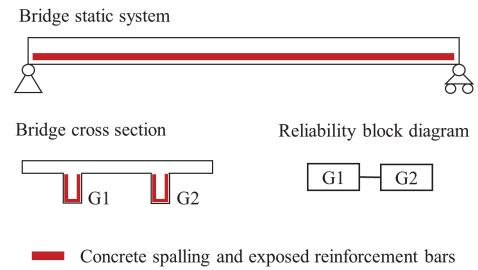 Bridge static system
Bridge cross section
Reliability block diagram
G1
G2
G1
G2
Concrete spalling and exposed reinforcement bars